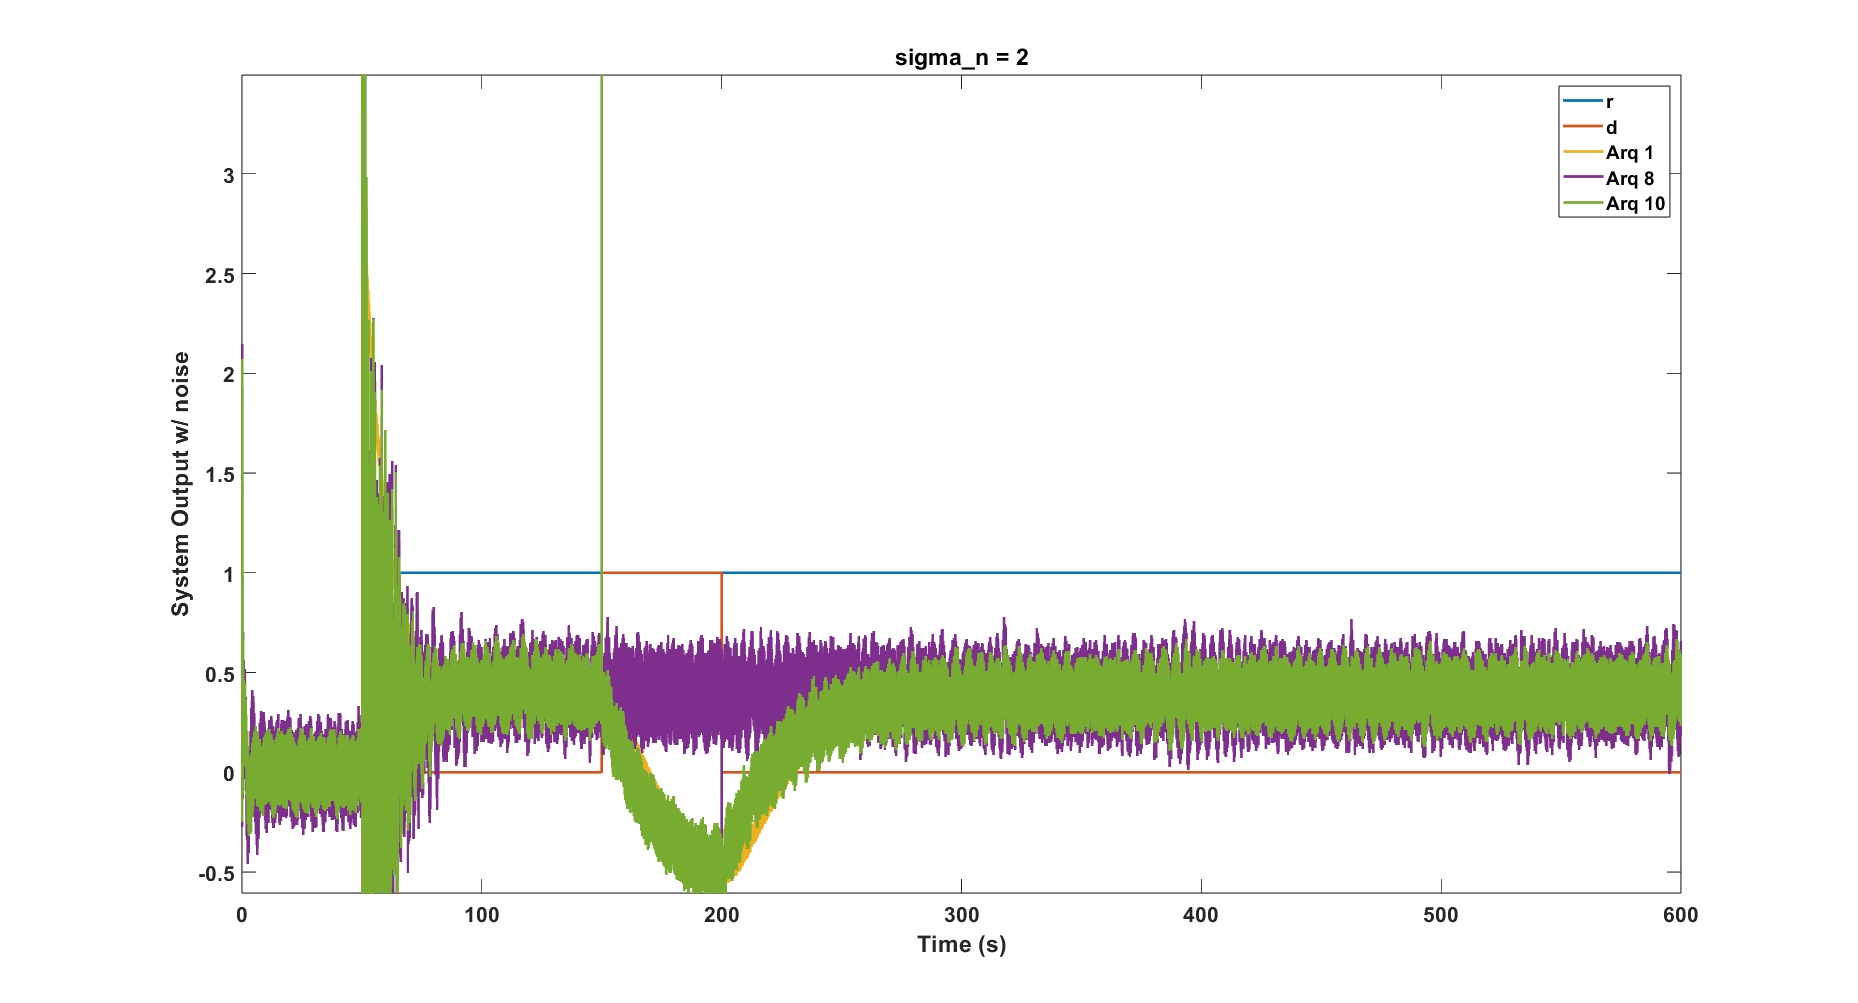 sigma_n = 2
r
d
Arq 1
Arq 8
Arq 10
System Output w/ noise
3
2.5
2
1.5
1
0.5
0
-0.5
0 100 200 300 400 500 600
Time (s)